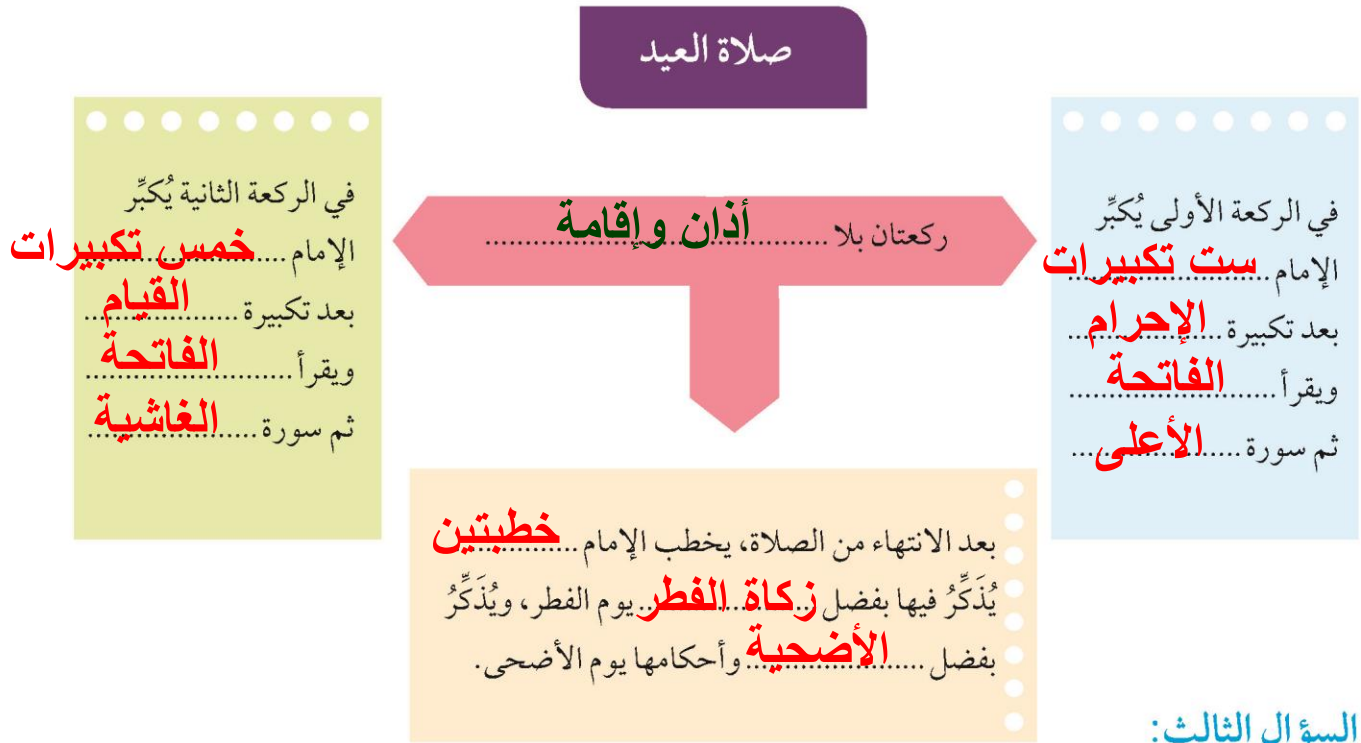 صلاة العيد
ركعتان بلا ........ أذان وإقامة ........
في الركعة الأولى يُكبِّر
الإمام ........ ست تكبيرات
بعد تكبيرة ........ الإحرام
ويقرأ ........ الفاتحة
ثم سورة ........ الأعلى
في الركعة الثانية يُكبِّر
الإمام ........ خمس تكبيرات
بعد تكبيرة ........ القيام
ويقرأ ........ الفاتحة
ثم سورة ........ الغاشية
بعد الانتهاء من الصلاة، يخطب الإمام ........ خطبتين
يُذَكِّرُ فيها بفضل ........ زكاة الفطر يوم الفطر، ويُذَكِّرُ
بفضل ........ الأضحية وأحكامها يوم الأضحى.
السؤال الثالث: